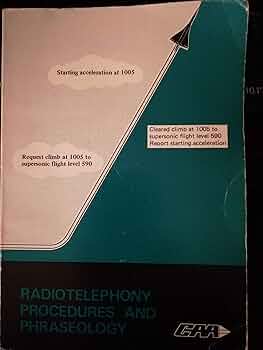 Starting acceleration at 1005
Cleared climb at 1005 to
supersonic flight level 590
Report starting acceleration
Request climb at 1005 to
supersonic flight level 590
RADIOTELEPHONY
PROCEDURES AND
PHRASEOLOGY
CAA